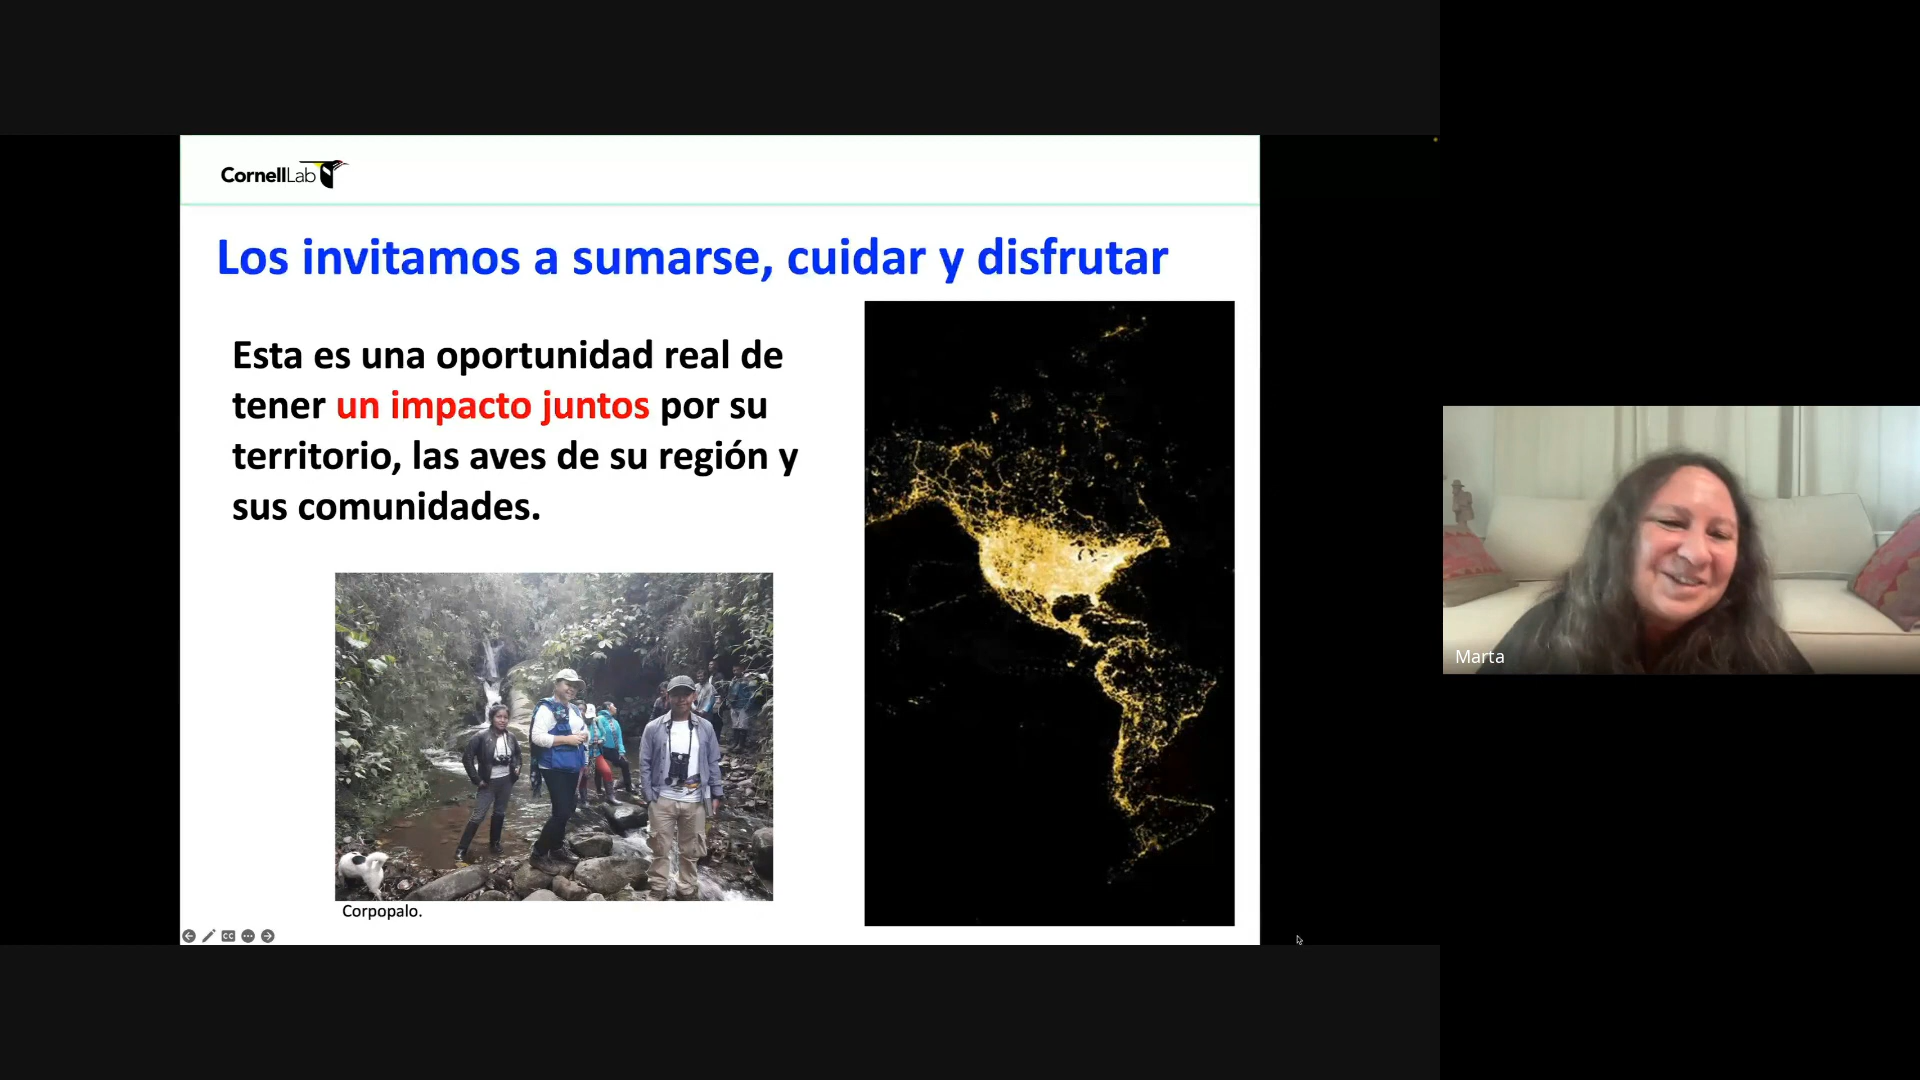 CornellLab
Los invitamos a sumarse, cuidar y disfrutar
Esta es una oportunidad real de
tener un impacto juntos por su
territorio, las aves de su región y
sus comunidades.
Corpopalo.
CC
Marta